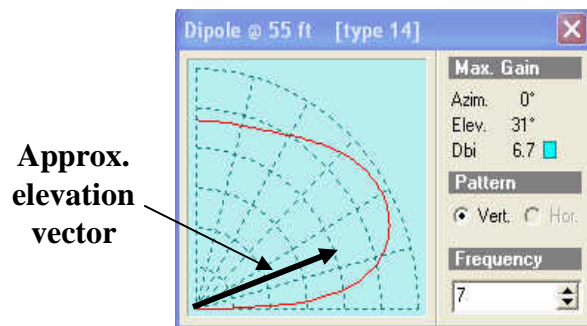 Dipole @ 55 ft [type 14]
Max. Gain
Azim. 0°
Elev. 31°
Dbi 6.7
Pattern
Vert. Hor.
Frequency
7
Approx.
elevation
vector